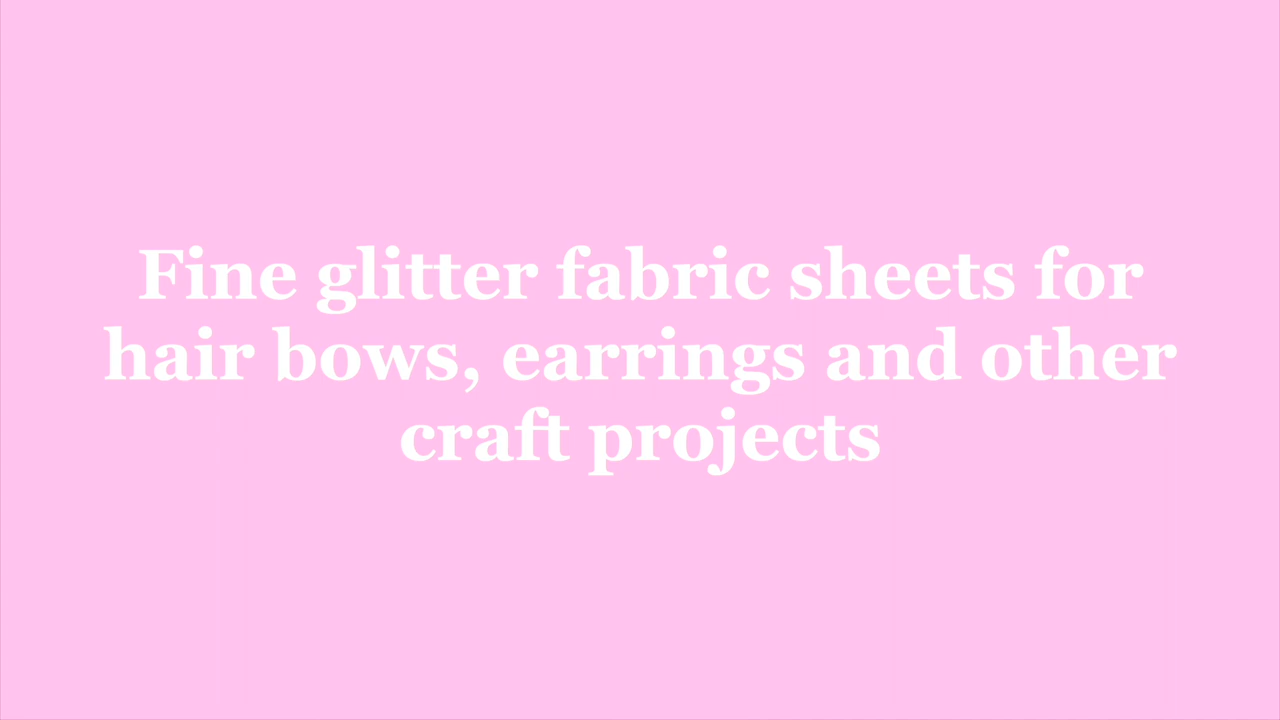 Fine glitter fabric sheets for
hair bows, earrings and other
craft projects